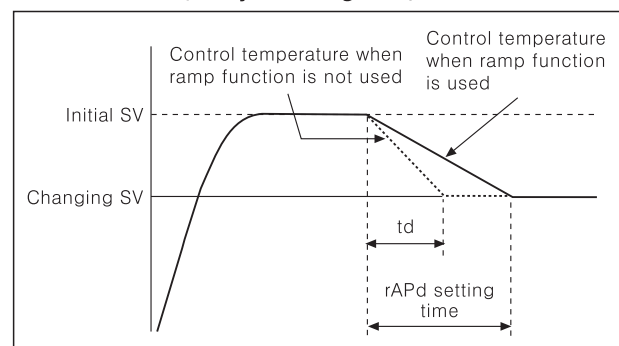 Control temperature when
ramp function is not used
Control temperature
when ramp function
is used
Initial SV
Changing SV
td
rAPd setting
time